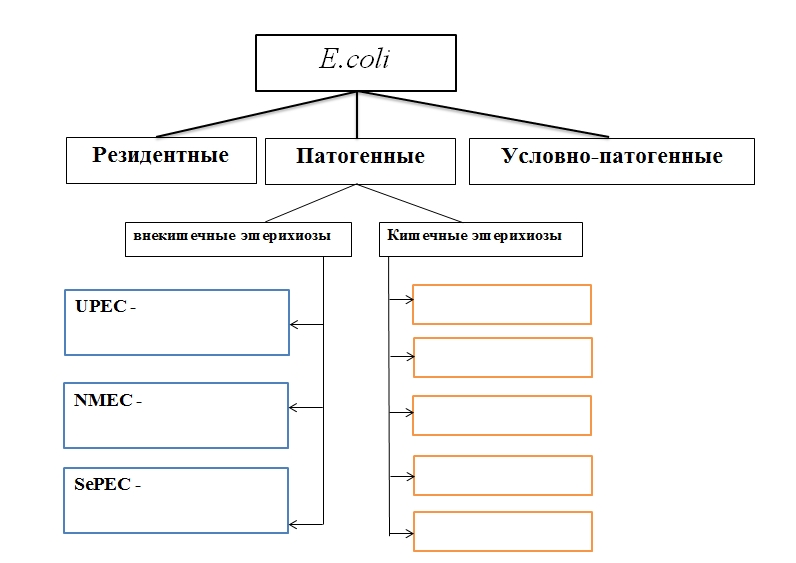 E.coli
Резидентные
Патогенные
Условно-патогенные
внекишечные эшерихиозы
Кишечные эшерихиозы
UPEC -
NMEC -
SePEC -